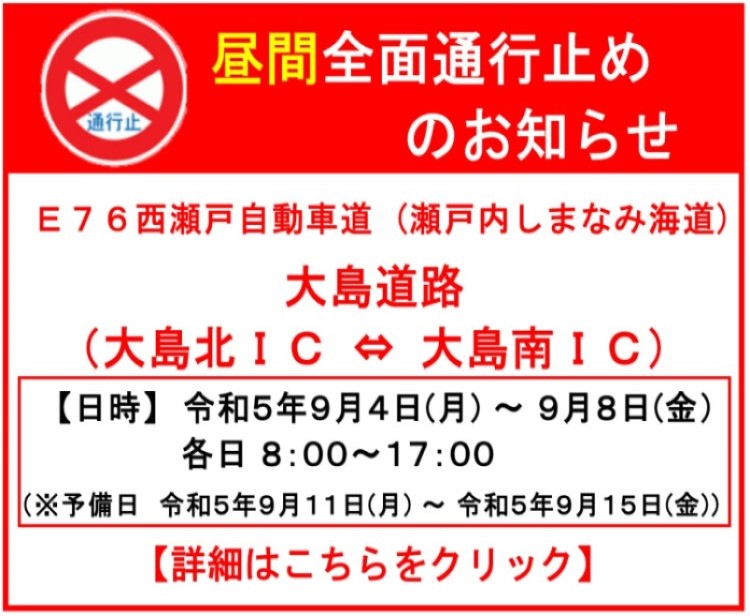 通行止
昼間全面通行止め
のお知らせ
E76西瀬戸自動車道（瀬戸内しまなみ海道）
大島道路
（大島北IC ⇔ 大島南IC）
【日時】 令和5年9月4日(月) ～ 9月8日(金)
各日 8:00～17:00
(※予備日 令和5年9月11日(月) ～ 令和5年9月15日(金))
【詳細はこちらをクリック】